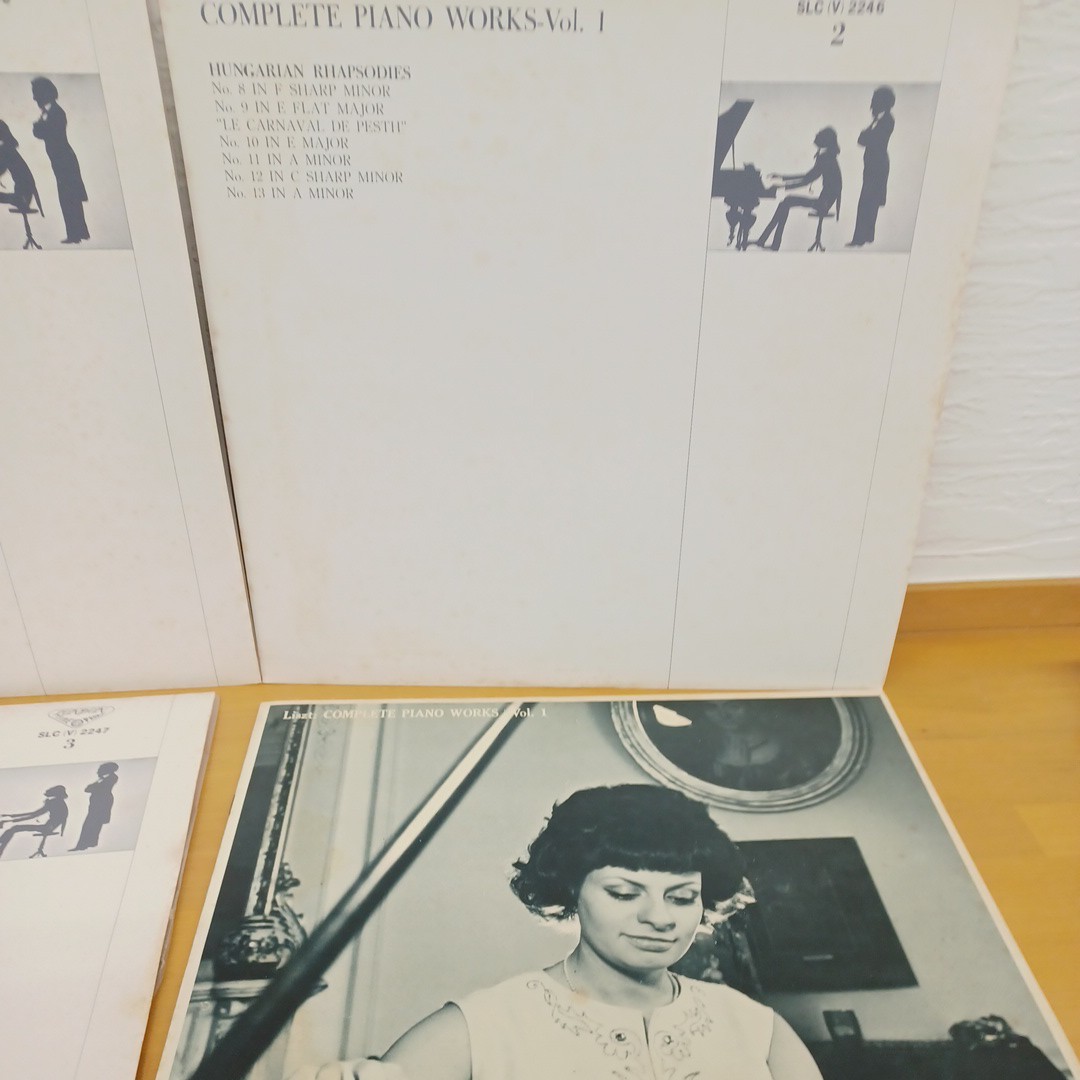 COMPLETE PIANO WORKS-Vol. 1
SLC (V) 2246
2
HUNGARIAN RHAPSODIES
No. 8 IN F SHARP MINOR
No. 9 IN E FLAT MAJOR
"LE CARNAVAL DE PESTH"
No. 10 IN E MAJOR
No. 11 IN A MINOR
No. 12 IN C SHARP MINOR
No. 13 IN A MINOR
SLC (V) 2247
3
Liszt: COMPLETE PIANO WORKS Vol. 1